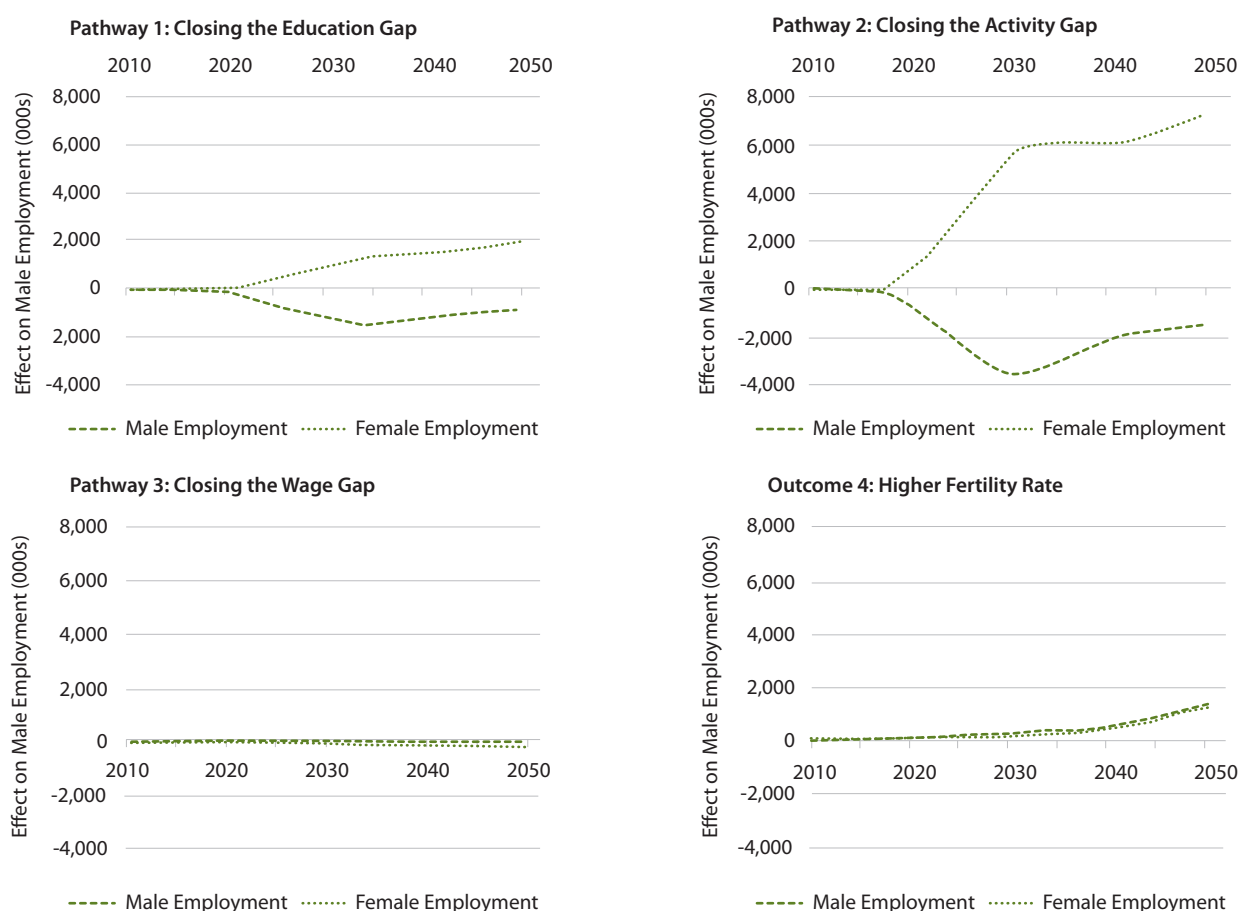 Pathway 1: Closing the Education Gap
2010 2020 2030 2040 2050
8,000
6,000
4,000
2,000
0
2,000
-4,000
Effect on Male Employment (000s)
Male Employment Female Employment
Pathway 2: Closing the Activity Gap
2010 2020 2030 2040 2050
8,000
6,000
4,000
2,000
0
-2,000
-4,000
Effect on Male Employment (000s)
Male Employment Female Employment
Pathway 3: Closing the Wage Gap
8,000
6,000
4,000
2,000
0
2010 2020 2030 2040 2050
-2,000
-4,000
Effect on Male Employment (000s)
Male Employment Female Employment
Outcome 4: Higher Fertility Rate
8,000
6,000
4,000
2,000
0
2010 2020 2030 2040 2050
-2,000
-4,000
Effect on Male Employment (000s)
Male Employment Female Employment